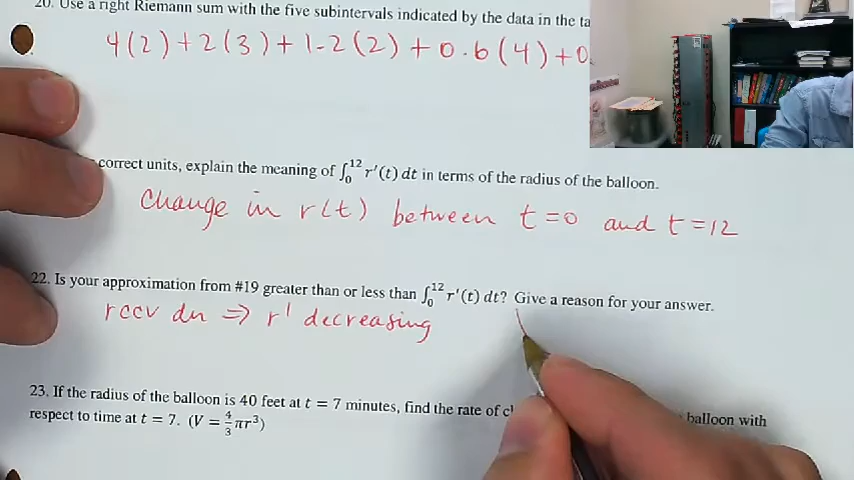 20. Use a right Riemann sum with the five subintervals indicated by the data in the ta
4(2) + 2(3) + 1.2(2) + 0.6(4) + 0.
correct units, explain the meaning of ∫₀¹² r'(t) dt in terms of the radius of the balloon.
change in r(t) between t=0 and t=12
22. Is your approximation from #19 greater than or less than ∫₀¹² r'(t) dt? Give a reason for your answer.
r ccv dn ⇒ r' decreasing
23. If the radius of the balloon is 40 feet at t = 7 minutes, find the rate of balloon with
respect to time at t = 7. (V = 4/3 πr³)